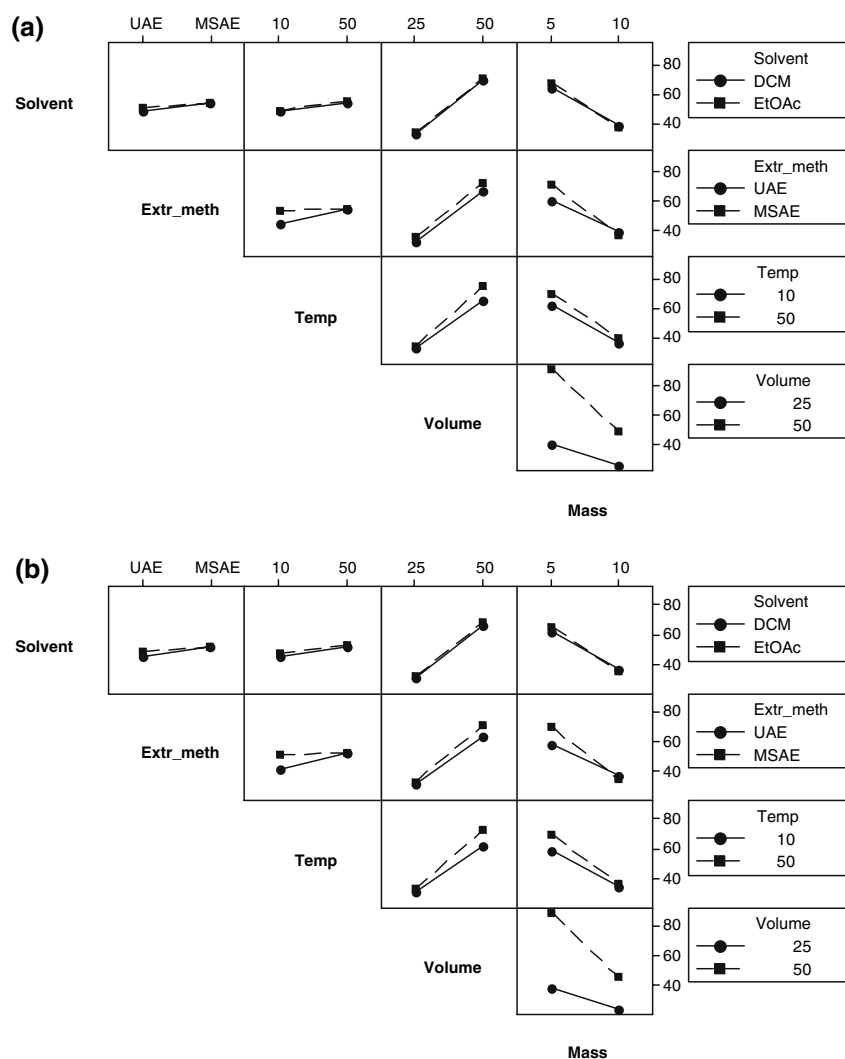 (a)
UAE MSAE 10 50 25 50 5 10
Solvent
80
60
40
Solvent
DCM
EtOAc
Extr_meth
80
60
40
Extr_meth
UAE
MSAE
Temp
80
60
40
Temp
10
50
Volume
80
60
40
Volume
25
50
Mass
(b)
UAE MSAE 10 50 25 50 5 10
Solvent
80
60
40
Solvent
DCM
EtOAc
Extr_meth
80
60
40
Extr_meth
UAE
MSAE
Temp
80
60
40
Temp
10
50
Volume
80
60
40
Volume
25
50
Mass